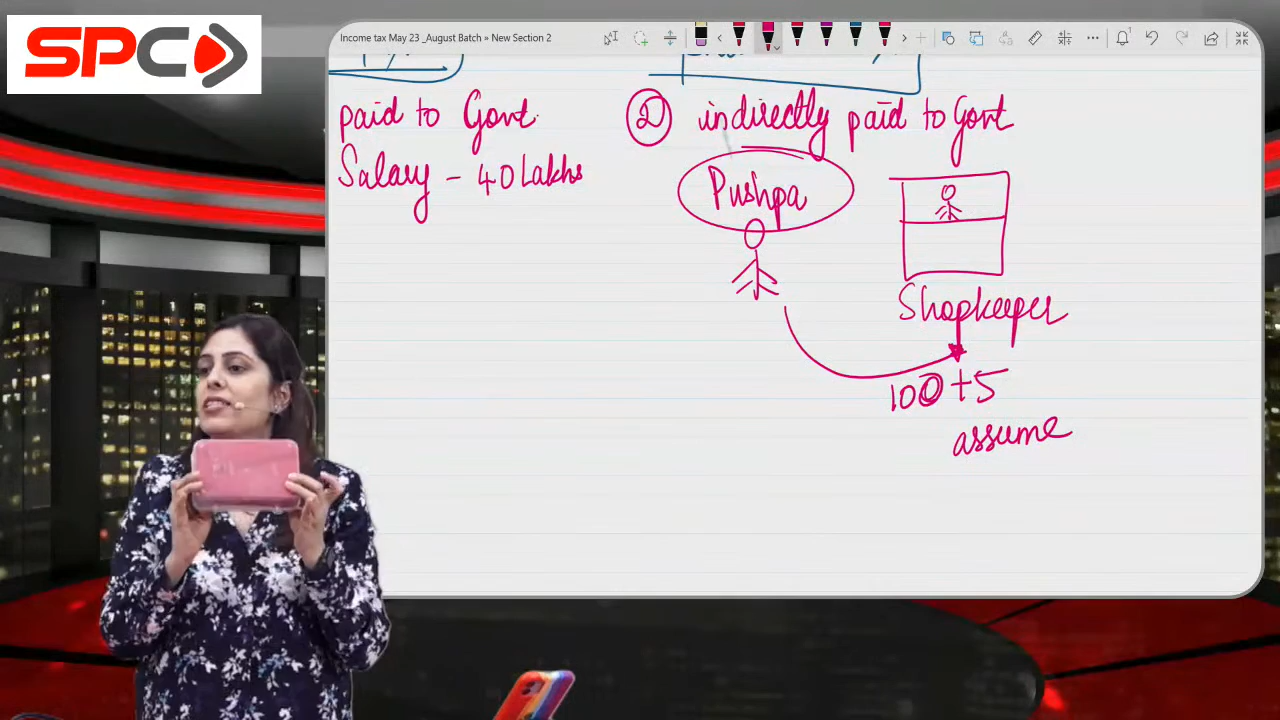 SPC
Income tax May 23 _August Batch » New Section 2
paid to Govt.
Salary - 40 Lakhs
② indirectly paid to Govt
Pushpa
Shopkeeper
100 + 5
assume